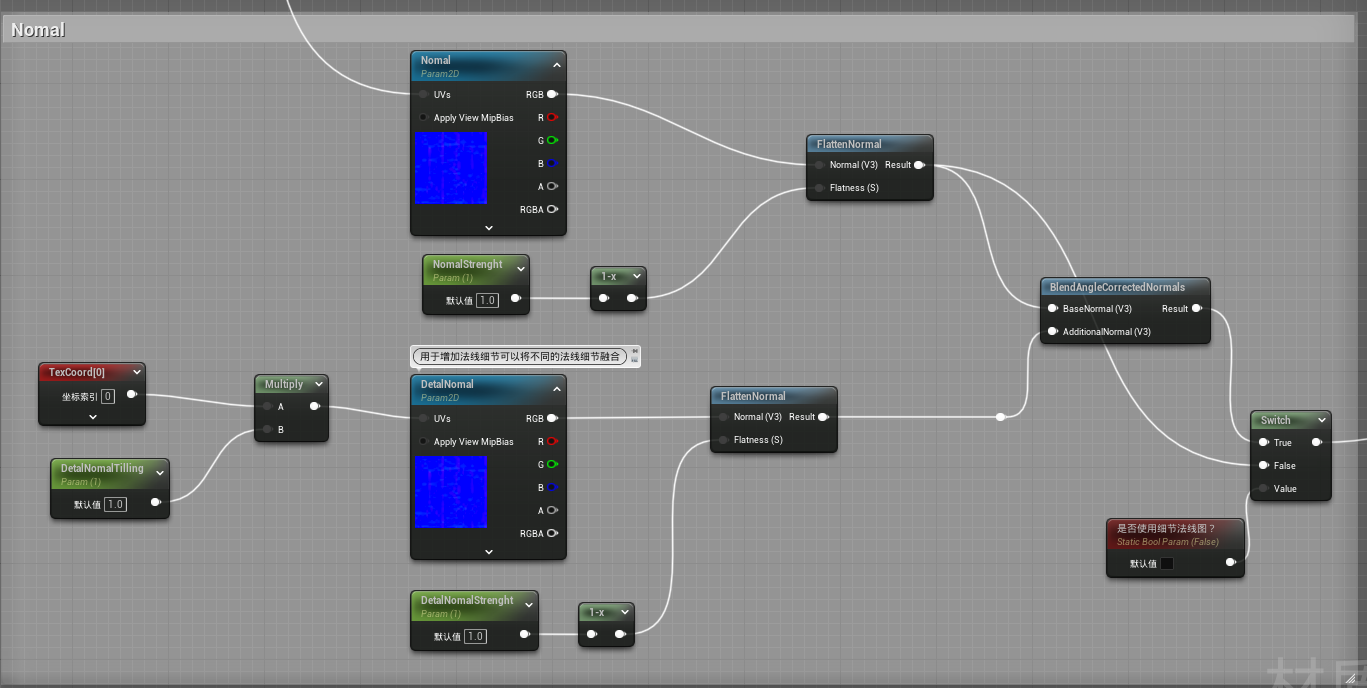 Nomal
Nomal
Param2D
UVs
RGB
Apply View MipBias
R
G
B
A
RGBA
FlattenNormal
Normal (V3)
Result
Flatness (S)
NomalStrenght
Param (1)
默认值
1.0
1-x
BlendAngleCorrectedNormals
BaseNormal (V3)
Result
AdditionalNormal (V3)
用于增加法线细节可以将不同的法线细节融合
TexCoord[0]
坐标索引
0
Multiply
A
B
DetalNomal
Param2D
UVs
RGB
Apply View MipBias
R
G
B
A
RGBA
FlattenNormal
Normal (V3)
Result
Flatness (S)
DetalNomalTilling
Param (1)
默认值
1.0
Switch
True
False
Value
是否使用细节法线图？
Static Bool Param (False)
默认值
DetalNomalStrenght
Param (1)
默认值
1.0
1-x